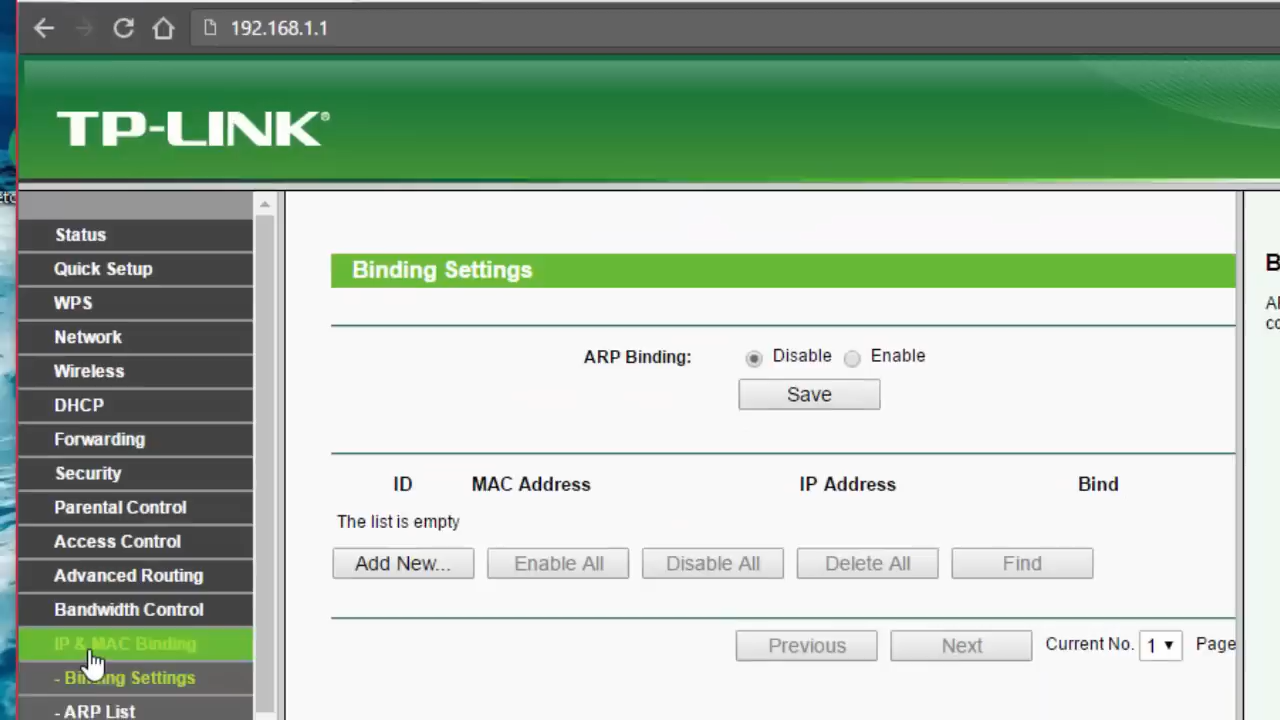 192.168.1.1
TP-LINK®
Status
Quick Setup
WPS
Network
Wireless
DHCP
Forwarding
Security
Parental Control
Access Control
Advanced Routing
Bandwidth Control
IP & MAC Binding
- Binding Settings
- ARP List
Binding Settings
ARP Binding: Disable Enable
Save
ID MAC Address IP Address Bind
The list is empty
Add New... Enable All Disable All Delete All Find
Previous Next Current No. 1 Page
B